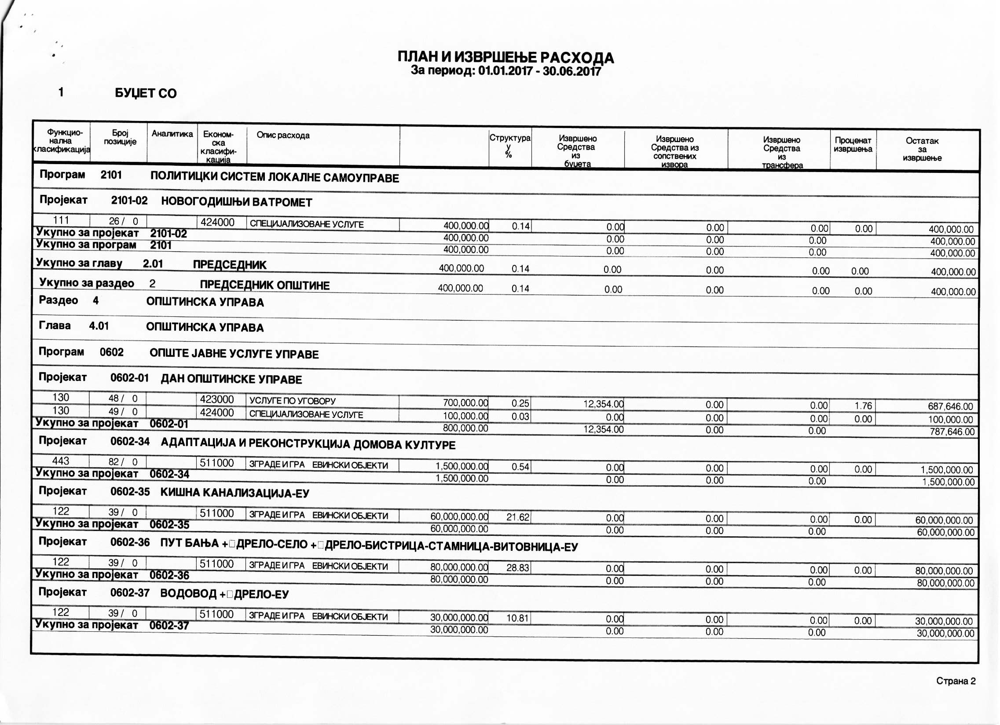 ПЛАН И ИЗВРШЕЊЕ РАСХОДА
За период: 01.01.2017 - 30.06.2017
1 БУЏЕТ СО
Функцио-нална класификација Број позиције Аналитика Економ-ска класифи-кација Опис расхода Структура у % Извршено Средства из буџета Извршено Средства из сопствених извора Извршено Средства из трансфера Проценат извршења Остатак за извршење
Програм 2101 ПОЛИТИЦКИ СИСТЕМ ЛОКАЛНЕ САМОУПРАВЕ
Пројекат 2101-02 НОВОГОДИШЊИ ВАТРОМЕТ
111 26 / 0 424000 СПЕЦИЈАЛИЗОВАНЕ УСЛУГЕ 400,000.00 0.14 0.00 0.00 0.00 0.00 400,000.00
Укупно за пројекат 2101-02 400,000.00 0.00 0.00 0.00 400,000.00
Укупно за програм 2101 400,000.00 0.00 0.00 0.00 400,000.00
Укупно за главу 2.01 ПРЕДСЕДНИК 400,000.00 0.14 0.00 0.00 0.00 0.00 400,000.00
Укупно за раздео 2 ПРЕДСЕДНИК ОПШТИНЕ 400,000.00 0.14 0.00 0.00 0.00 0.00 400,000.00
Раздео 4 ОПШТИНСКА УПРАВА
Глава 4.01 ОПШТИНСКА УПРАВА
Програм 0602 ОПШТЕ ЈАВНЕ УСЛУГЕ УПРАВЕ
Пројекат 0602-01 ДАН ОПШТИНСКЕ УПРАВЕ
130 48 / 0 423000 УСЛУГЕ ПО УГОВОРУ 700,000.00 0.25 12,354.00 0.00 0.00 1.76 687,646.00
130 49 / 0 424000 СПЕЦИЈАЛИЗОВАНЕ УСЛУГЕ 100,000.00 0.03 0.00 0.00 0.00 0.00 100,000.00
Укупно за пројекат 0602-01 800,000.00 12,354.00 0.00 0.00 787,646.00
Пројекат 0602-34 АДАПТАЦИЈА И РЕКОНСТРУКЦИЈА ДОМОВА КУЛТУРЕ
443 82 / 0 511000 ЗГРАДЕ И ГРА ЕВИНСКИ ОБЈЕКТИ 1,500,000.00 0.54 0.00 0.00 0.00 0.00 1,500,000.00
Укупно за пројекат 0602-34 1,500,000.00 0.00 0.00 0.00 1,500,000.00
Пројекат 0602-35 КИШНА КАНАЛИЗАЦИЈА-ЕУ
122 39 / 0 511000 ЗГРАДЕ И ГРА ЕВИНСКИ ОБЈЕКТИ 60,000,000.00 21.62 0.00 0.00 0.00 0.00 60,000,000.00
Укупно за пројекат 0602-35 60,000,000.00 0.00 0.00 0.00 60,000,000.00
Пројекат 0602-36 ПУТ БАЊА +□ДРЕЛО-СЕЛО +□ДРЕЛО-БИСТРИЦА-СТАМНИЦА-ВИТОВНИЦА-ЕУ
122 39 / 0 511000 ЗГРАДЕ И ГРА ЕВИНСКИ ОБЈЕКТИ 80,000,000.00 28.83 0.00 0.00 0.00 0.00 80,000,000.00
Укупно за пројекат 0602-36 80,000,000.00 0.00 0.00 0.00 80,000,000.00
Пројекат 0602-37 ВОДОВОД +□ДРЕЛО-ЕУ
122 39 / 0 511000 ЗГРАДЕ И ГРА ЕВИНСКИ ОБЈЕКТИ 30,000,000.00 10.81 0.00 0.00 0.00 0.00 30,000,000.00
Укупно за пројекат 0602-37 30,000,000.00 0.00 0.00 0.00 30,000,000.00
Страна 2